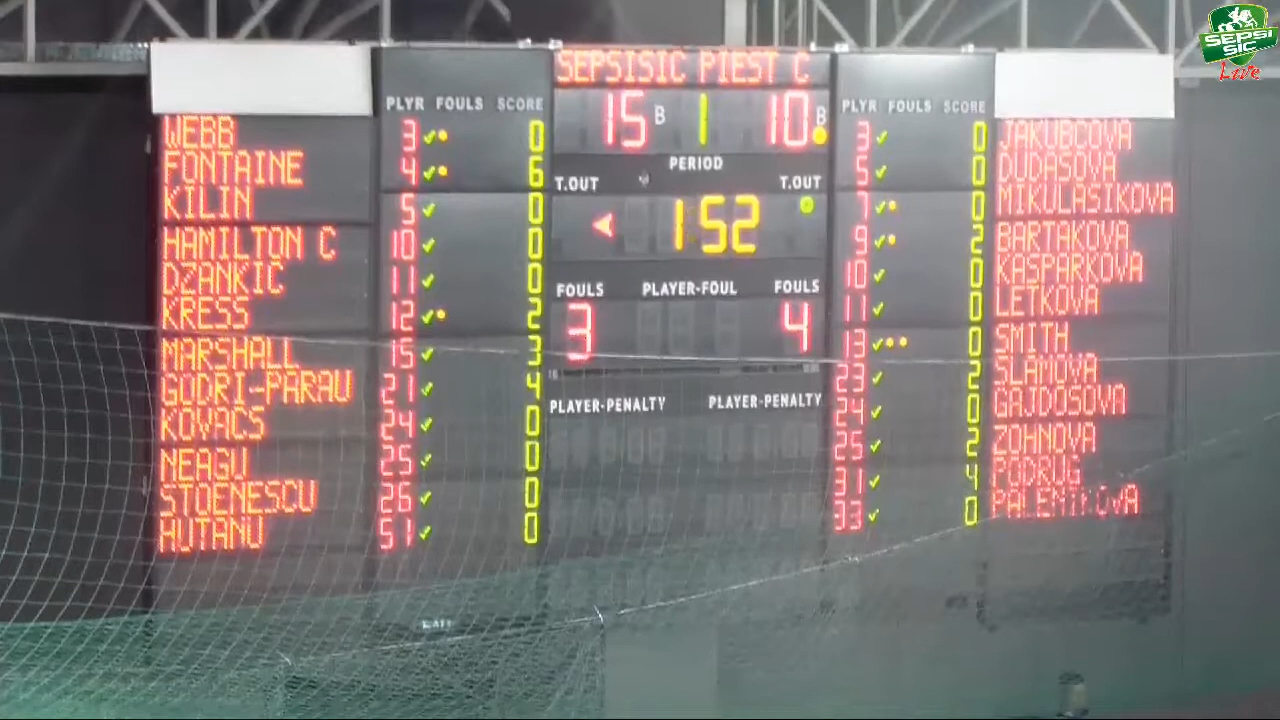 SEPSI
SIC
Live
SEPSISIC PIEST C
PLYR FOULS SCORE
15 B 1 10 B
PLYR FOULS SCORE
PERIOD
T.OUT T.OUT
1 52
FOULS PLAYER-FOUL FOULS
3 4
PLAYER-PENALTY PLAYER-PENALTY
WEBB 3 0
FONTAINE 4 6
KILIN 5 0
HAMILTON C 10 0
DZANKIC 11 0
KRESS 12 2
MARSHALL 15 3
GODRI-PARAU 21 4
KOVACS 24 0
NEAGU 25 0
STOENESCU 26 0
HUTANU 51 0
3 0 JAKUBCOVA
5 0 DUDASOVA
7 0 MIKULASIKOVA
9 2 BARTAKOVA
10 0 KASPARKOVA
11 0 LETKOVA
13 0 SMITH
23 2 SLAMOVA
24 0 GAJDOSOVA
25 2 ZOHNOVA
31 4 PODRUG
33 0 PALENIKOVA